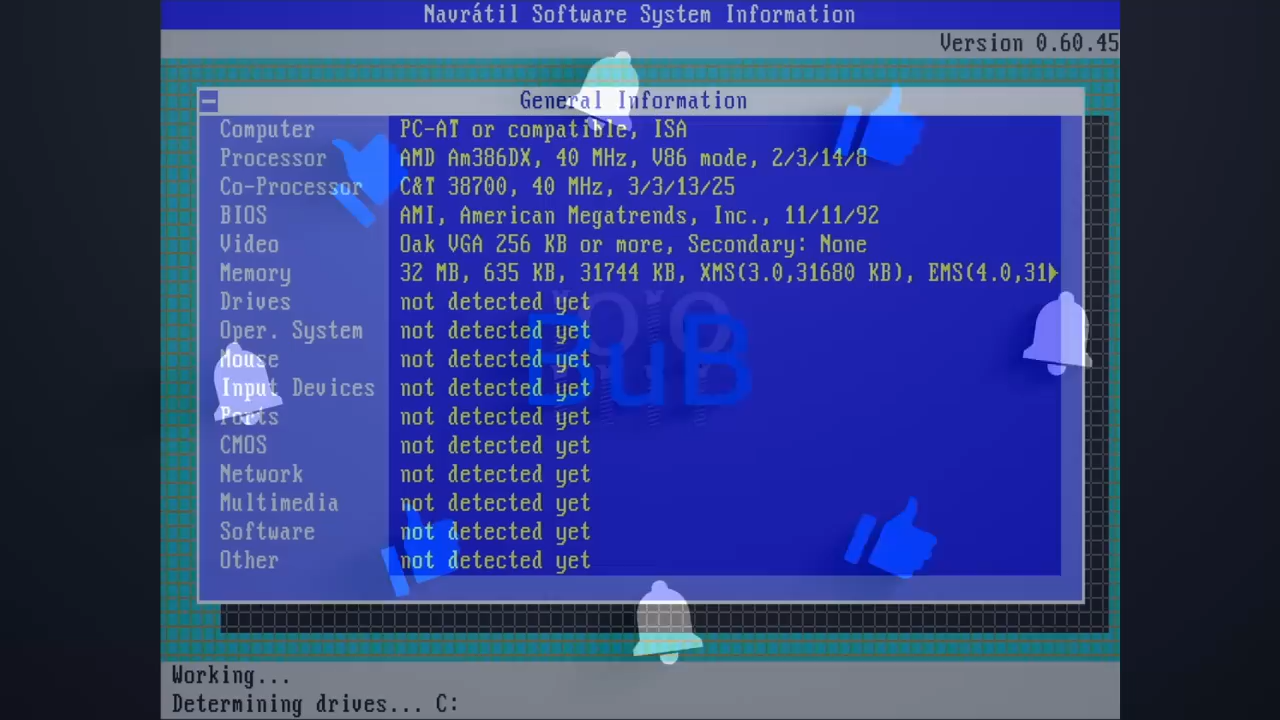 Navrátil Software System Information
Version 0.60.45
General Information
Computer PC-AT or compatible, ISA
Processor AMD Am386DX, 40 MHz, V86 mode, 2/3/14/8
Co-Processor C&T 38700, 40 MHz, 3/3/13/25
BIOS AMI, American Megatrends, Inc., 11/11/92
Video Oak VGA 256 KB or more, Secondary: None
Memory 32 MB, 635 KB, 31744 KB, XMS(3.0,31680 KB), EMS(4.0,31
Drives not detected yet
Oper. System not detected yet
Mouse not detected yet
Input Devices not detected yet
Ports not detected yet
CMOS not detected yet
Network not detected yet
Multimedia not detected yet
Software not detected yet
Other not detected yet
BuB
Working...
Determining drives... C: